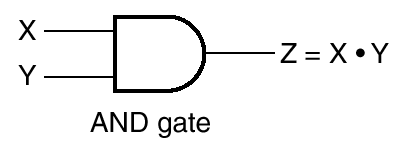 X
Y
Z = X • Y
AND gate